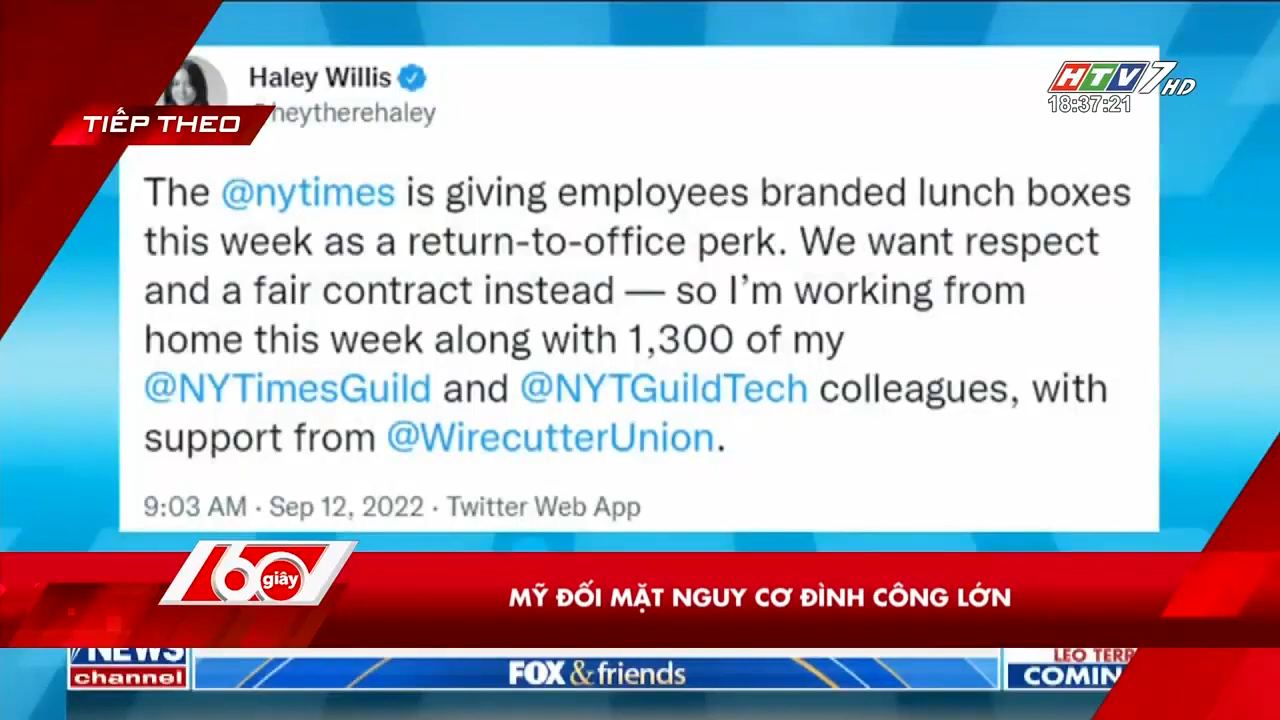 Haley Willis
heytherehaley
HTV7 HD
18:37:21
TIẾP THEO
The @nytimes is giving employees branded lunch boxes
this week as a return-to-office perk. We want respect
and a fair contract instead — so I’m working from
home this week along with 1,300 of my
@NYTimesGuild and @NYTGuildTech colleagues, with
support from @WirecutterUnion.
9:03 AM · Sep 12, 2022 · Twitter Web App
60 giây
MỸ ĐỐI MẶT NGUY CƠ ĐÌNH CÔNG LỚN
NEWS
channel
FOX & friends
LEO TERR
COMIN